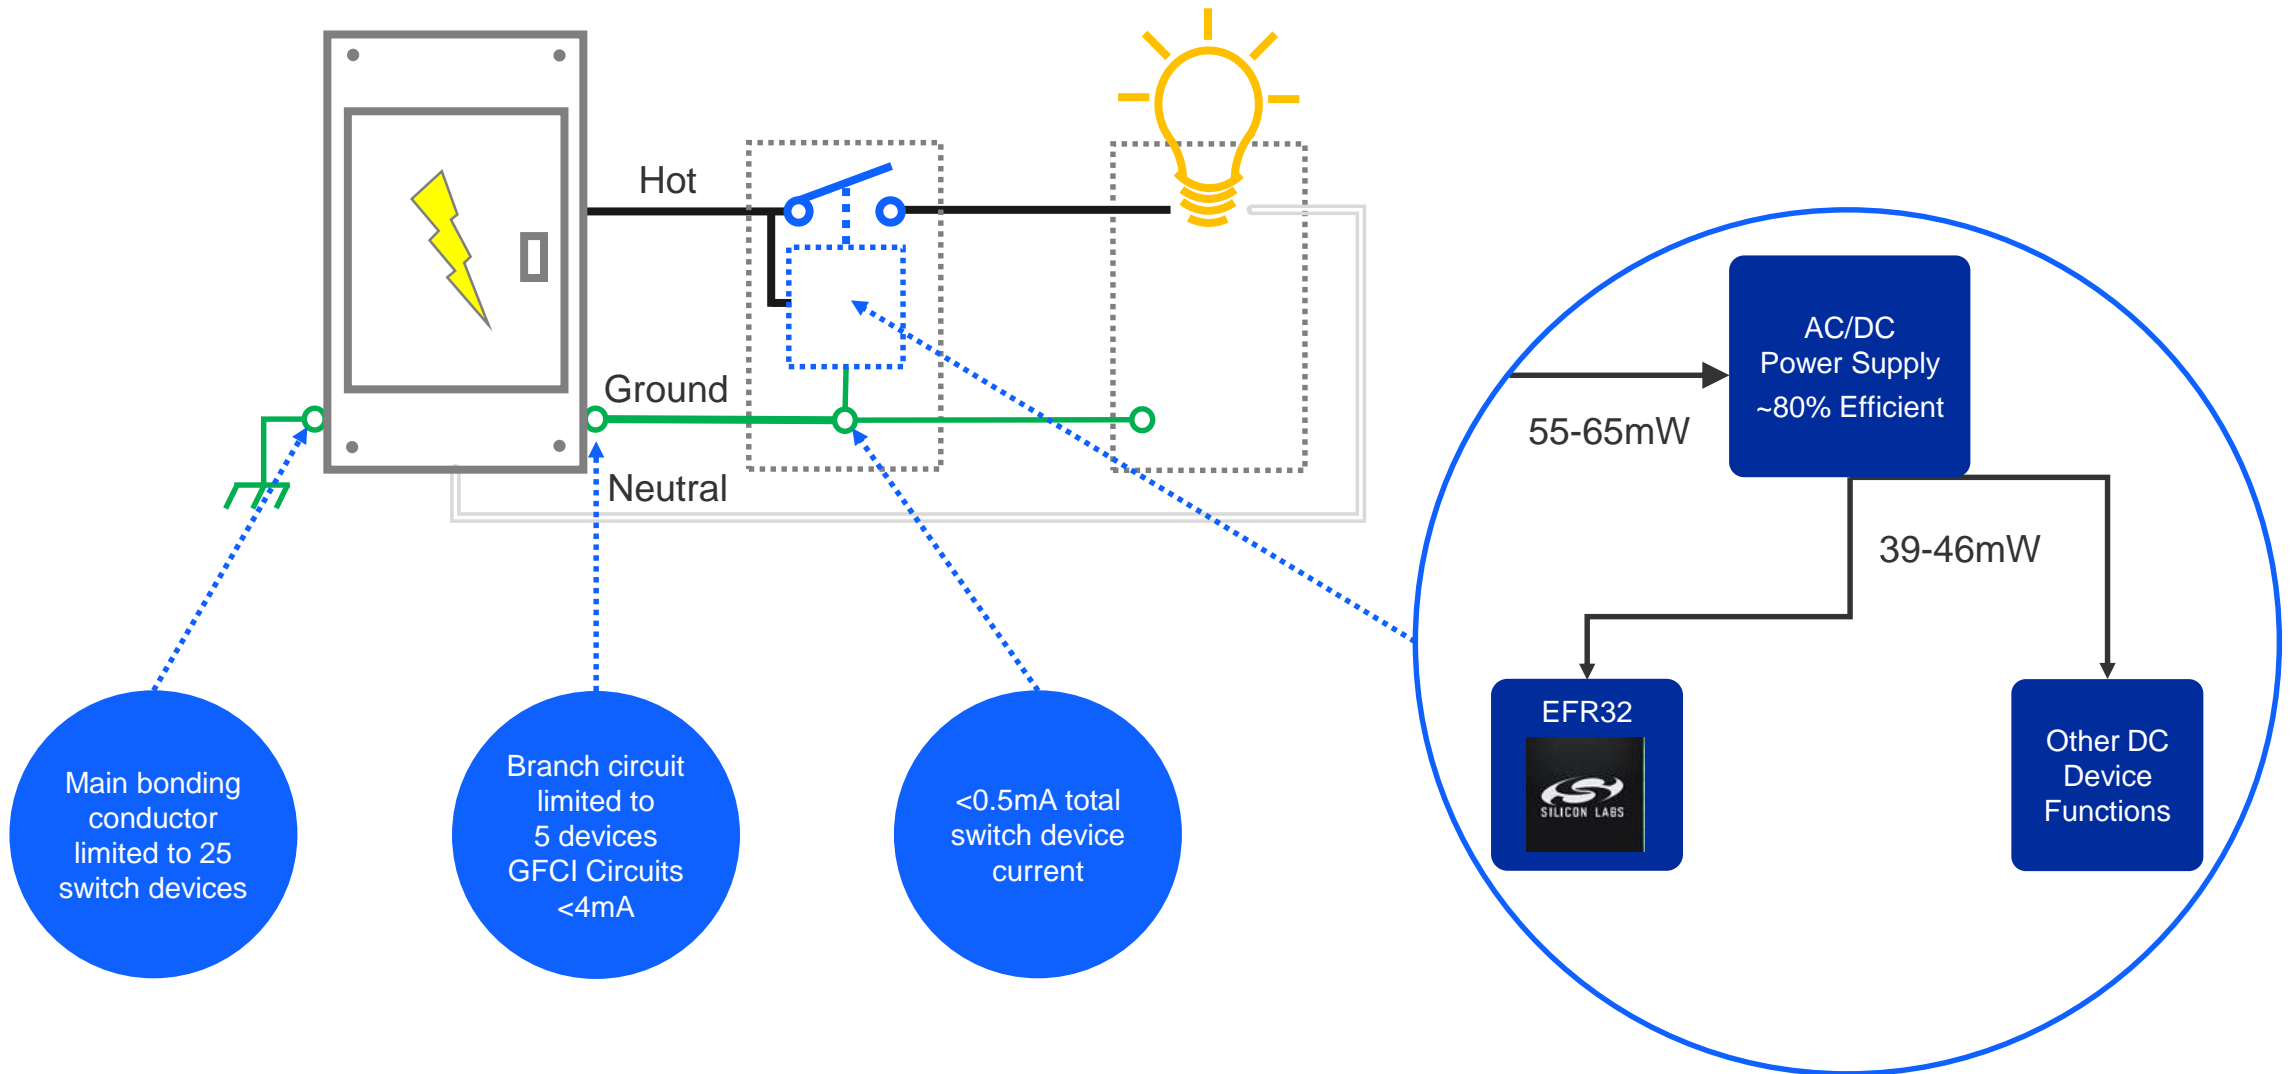 Hot
Ground
Neutral
Main bonding
conductor
limited to 25
switch devices
Branch circuit
limited to
5 devices
GFCI Circuits
<4mA
<0.5mA total
switch device
current
AC/DC
Power Supply
~80% Efficient
55-65mW
39-46mW
EFR32
SILICON LABS
Other DC
Device
Functions